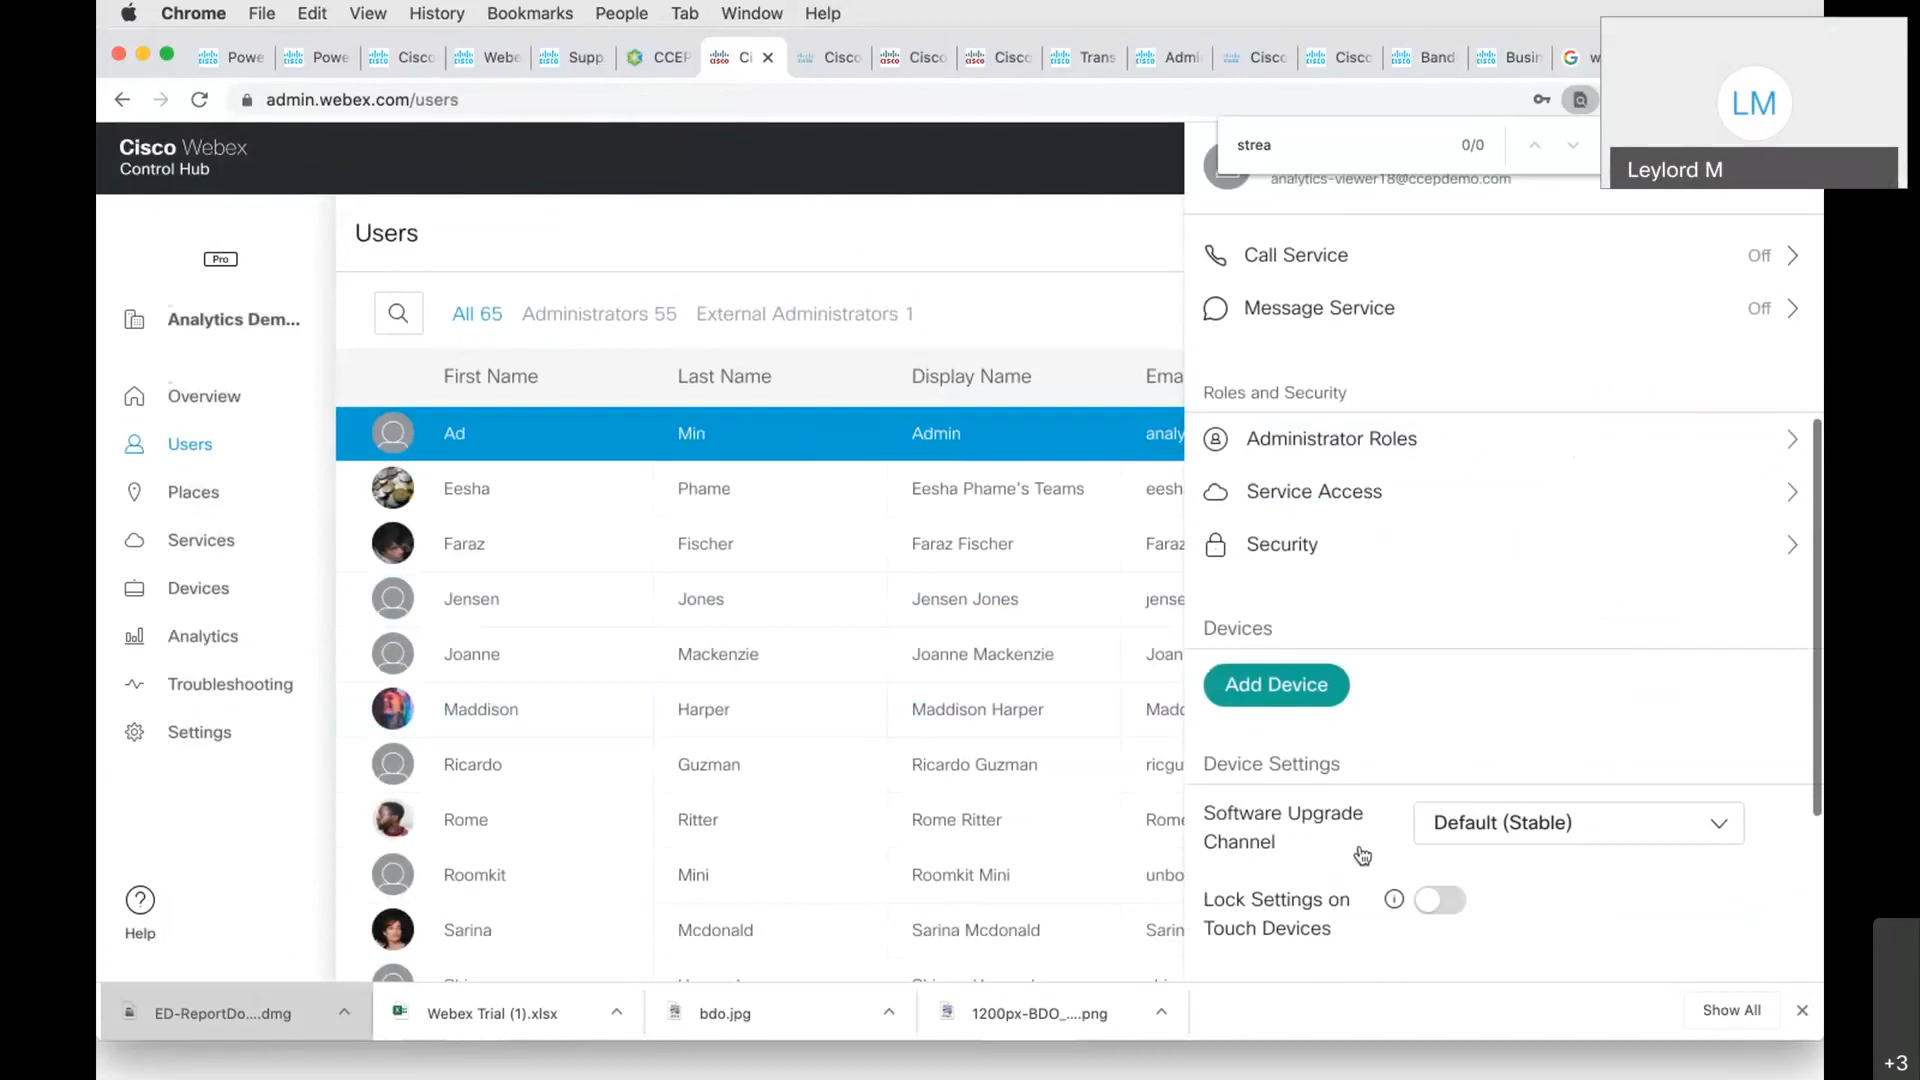 Chrome File Edit View History Bookmarks People Tab Window Help
Powe Powe Cisco Webe Supp CCEP Ci Cisco Cisco Cisco Trans Admi Cisco Cisco Band Busin w
admin.webex.com/users
strea 0/0
LM
Leylord M
Cisco Webex
Control Hub
analytics-viewer18@ccepdemo.com
Pro
Analytics Dem...
Overview
Users
Places
Services
Devices
Analytics
Troubleshooting
Settings
Help
Users
All 65 Administrators 55 External Administrators 1
First Name Last Name Display Name Ema
Ad Min Admin analy
Eesha Phame Eesha Phame's Teams eesh
Faraz Fischer Faraz Fischer Faraz
Jensen Jones Jensen Jones jense
Joanne Mackenzie Joanne Mackenzie Joan
Maddison Harper Maddison Harper Madd
Ricardo Guzman Ricardo Guzman ricgu
Rome Ritter Rome Ritter Rome
Roomkit Mini Roomkit Mini unbo
Sarina Mcdonald Sarina Mcdonald Sarin
Call Service Off
Message Service Off
Roles and Security
Administrator Roles
Service Access
Security
Devices
Add Device
Device Settings
Software Upgrade
Channel
Default (Stable)
Lock Settings on
Touch Devices
ED-ReportDo....dmg Webex Trial (1).xlsx bdo.jpg 1200px-BDO_....png Show All
+3